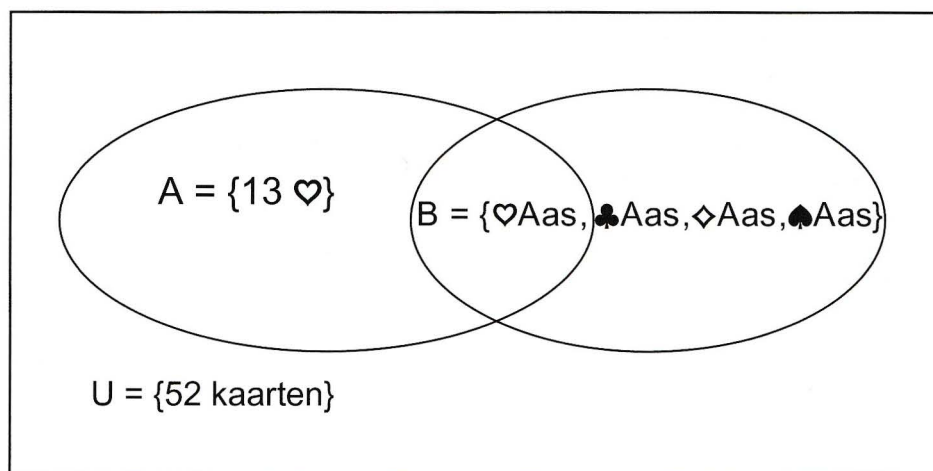 A = {13 ♡}
B = {♡Aas,♣Aas,♢Aas,♠Aas}
U = {52 kaarten}